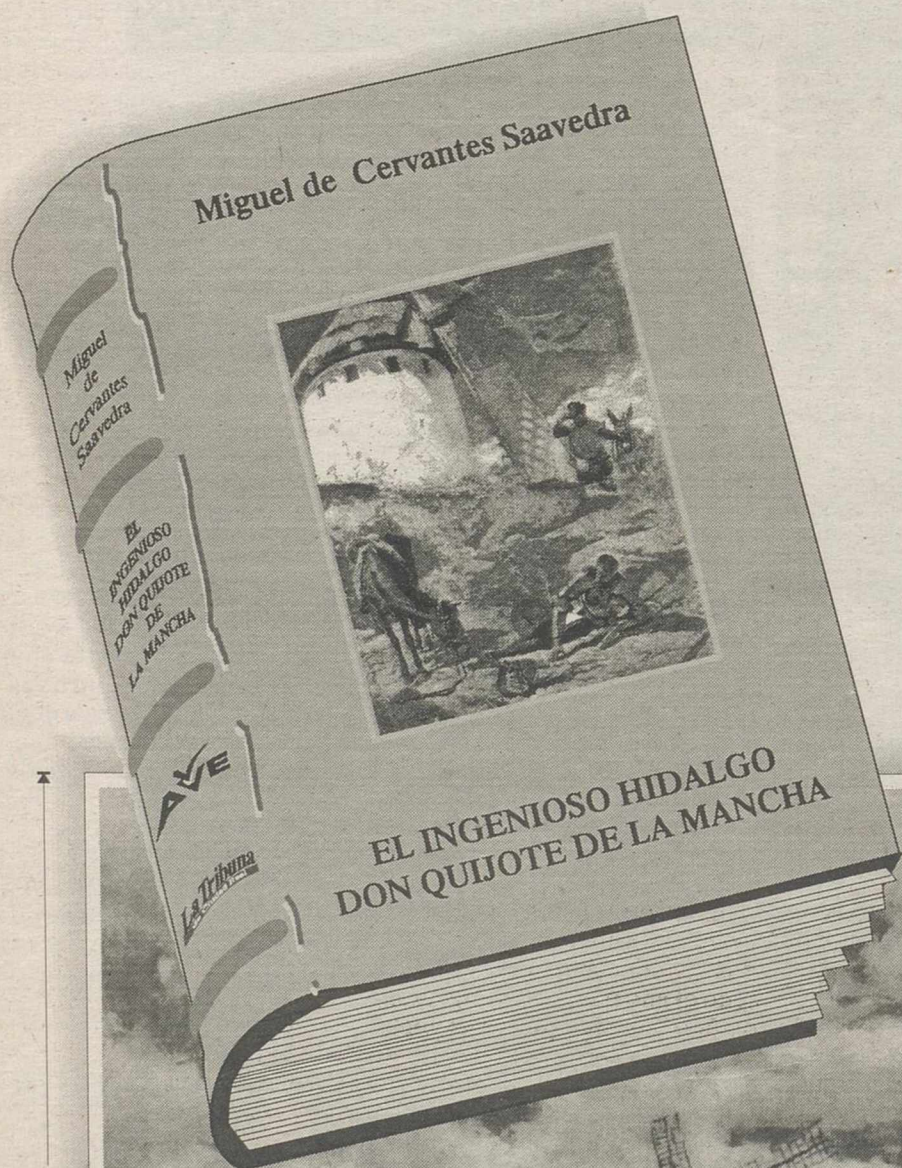 Miguel de Cervantes Saavedra
EL INGENIOSO HIDALGO
DON QUIJOTE DE LA MANCHA
Miguel
de
Cervantes
Saavedra
EL
INGENIOSO
HIDALGO
DON QUIJOTE
DE
LA MANCHA
AVE
La Tribuna